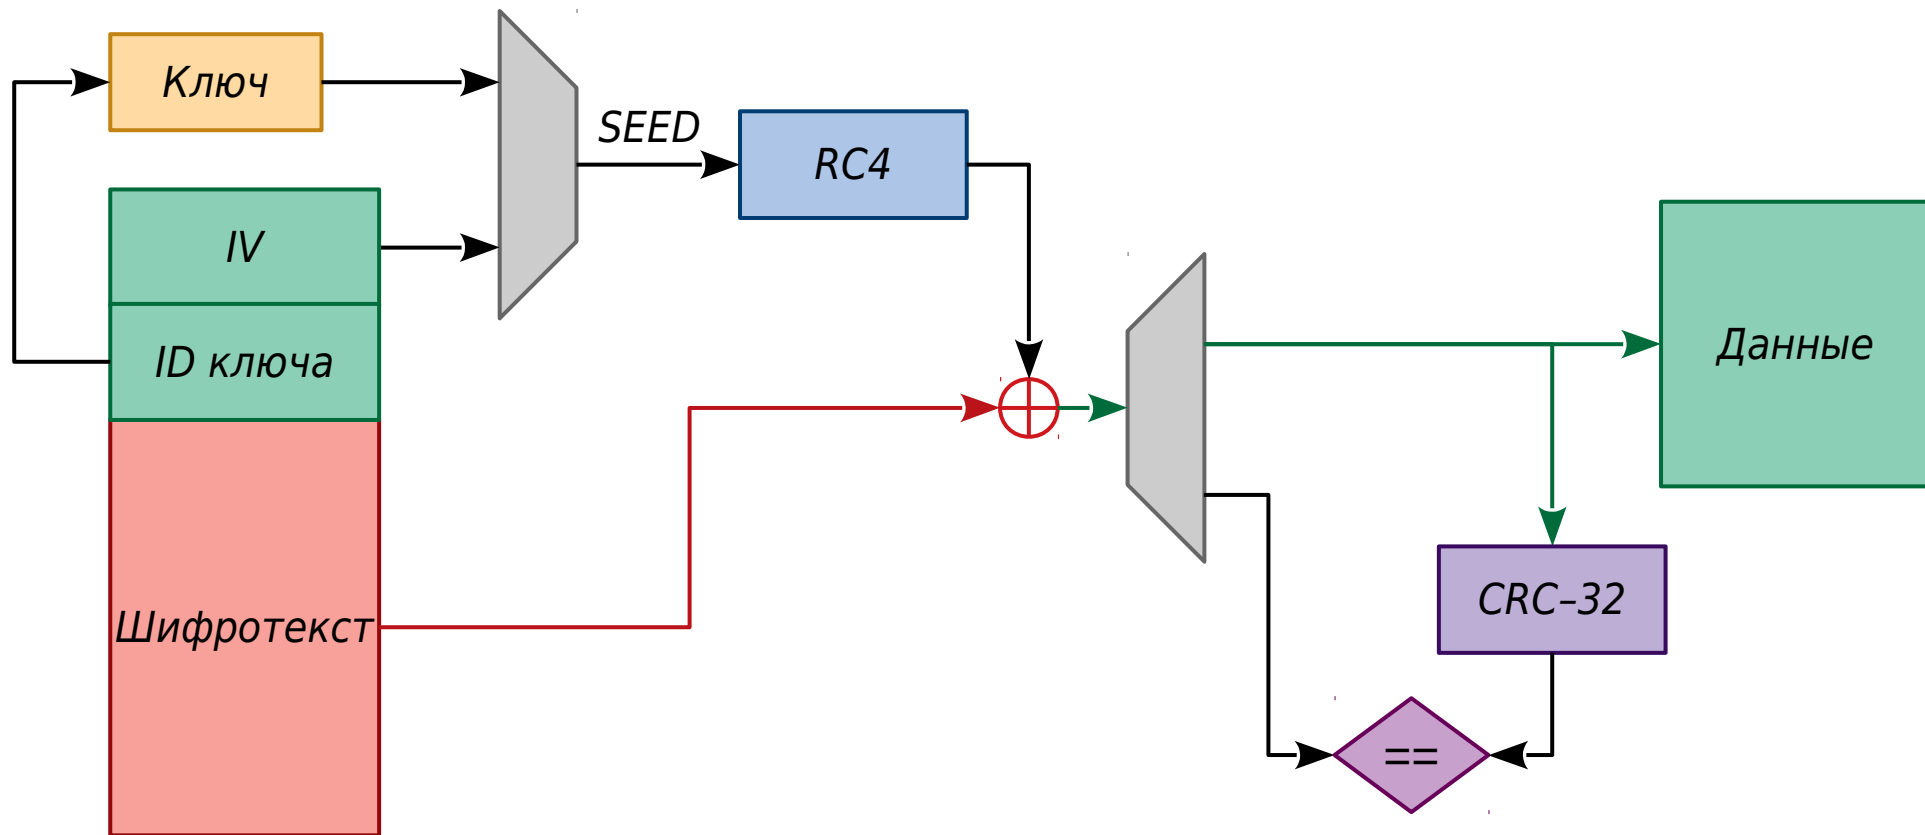 Ключ
SEED
RC4
IV
ID ключа
Данные
Шифротекст
CRC–32
==